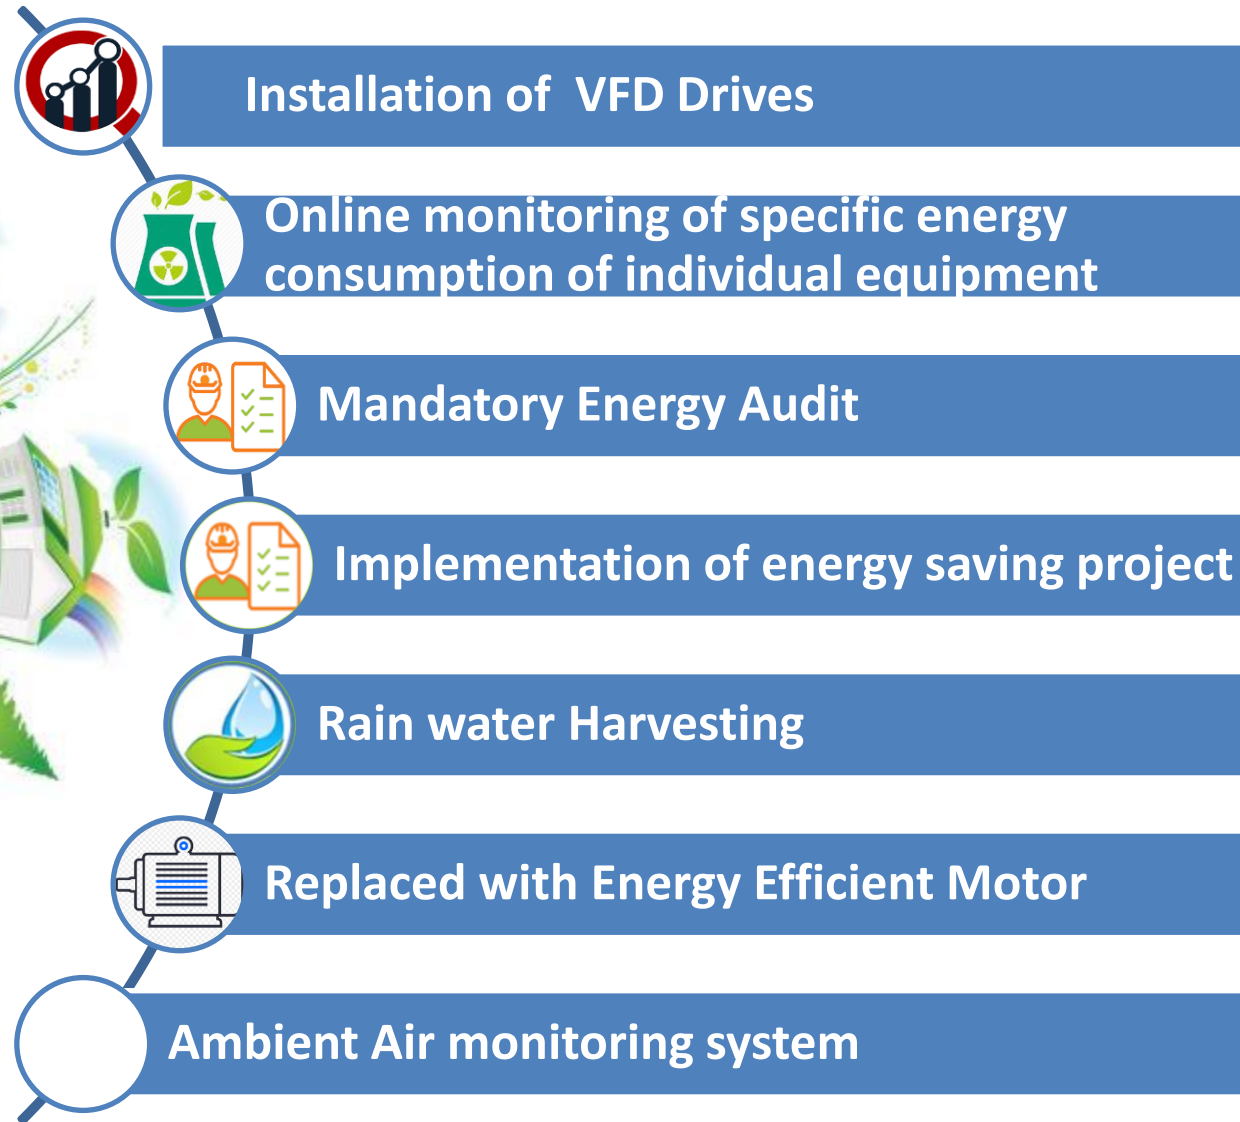 Installation of  VFD Drives
Online monitoring of specific energy
consumption of individual equipment
Mandatory Energy Audit
Implementation of energy saving project
Rain water Harvesting
Replaced with Energy Efficient Motor
Ambient Air monitoring system